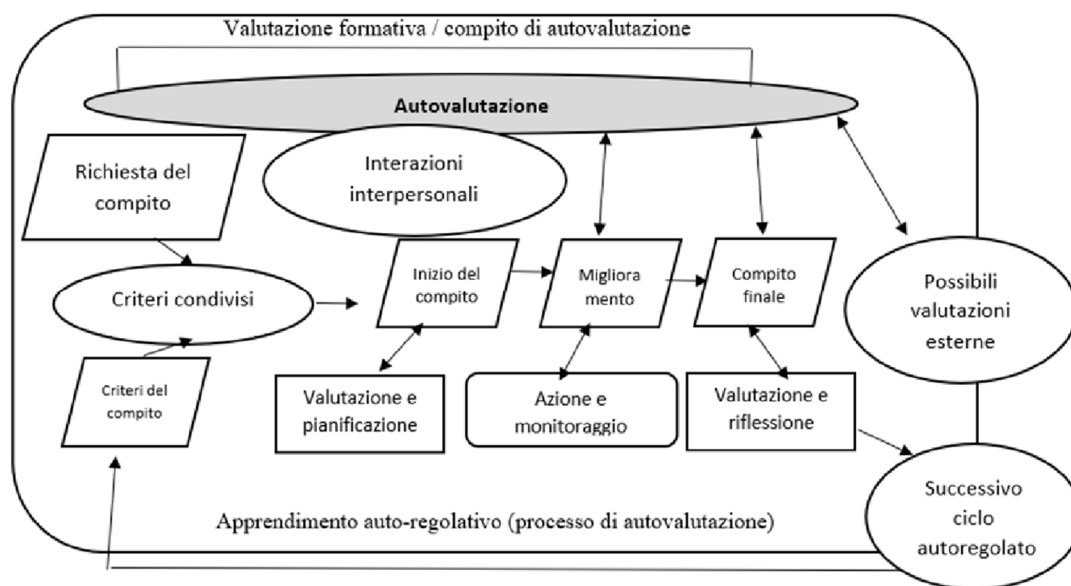 Valutazione formativa / compito di autovalutazione
Autovalutazione
Richiesta del
compito
Interazioni
interpersonali
Criteri condivisi
Inizio del
compito
Migliora
mento
Compito
finale
Possibili
valutazioni
esterne
Criteri del
compito
Valutazione e
pianificazione
Azione e
monitoraggio
Valutazione e
riflessione
Successivo
ciclo
autoregolato
Apprendimento auto-regolativo (processo di autovalutazione)